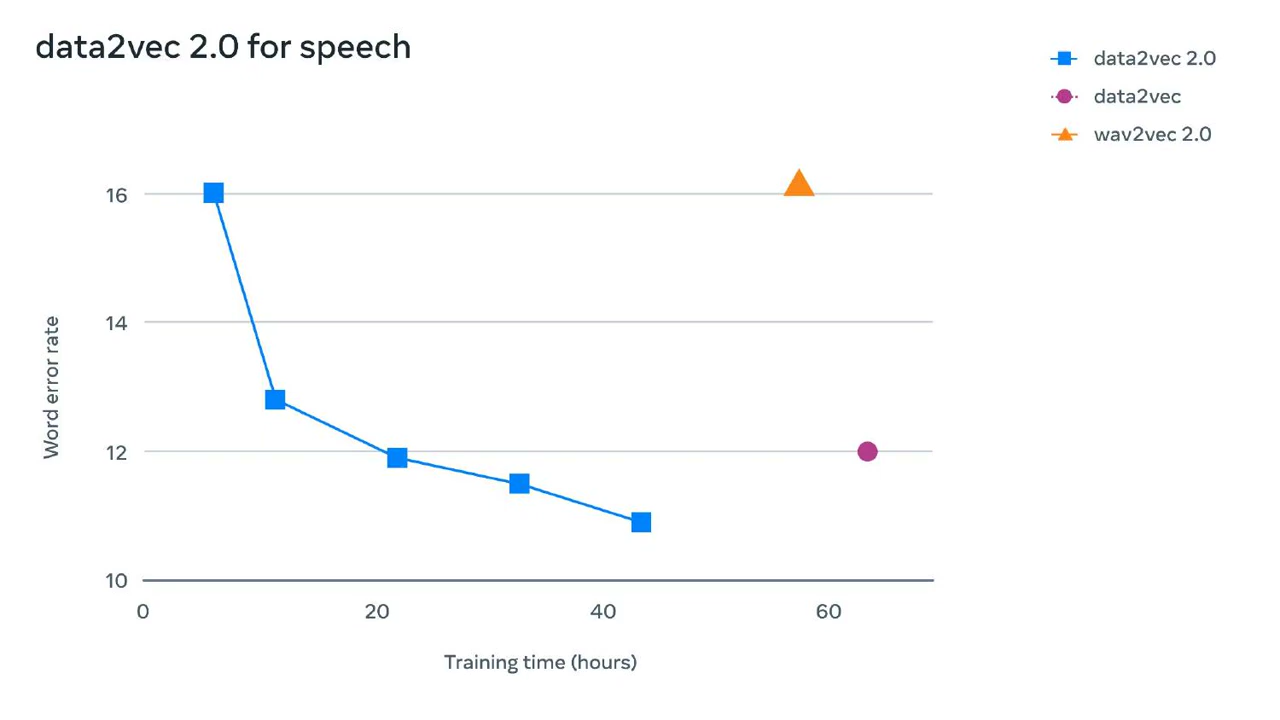 data2vec 2.0 for speech
data2vec 2.0
data2vec
wav2vec 2.0
16
14
12
10
Word error rate
0
20
40
60
Training time (hours)